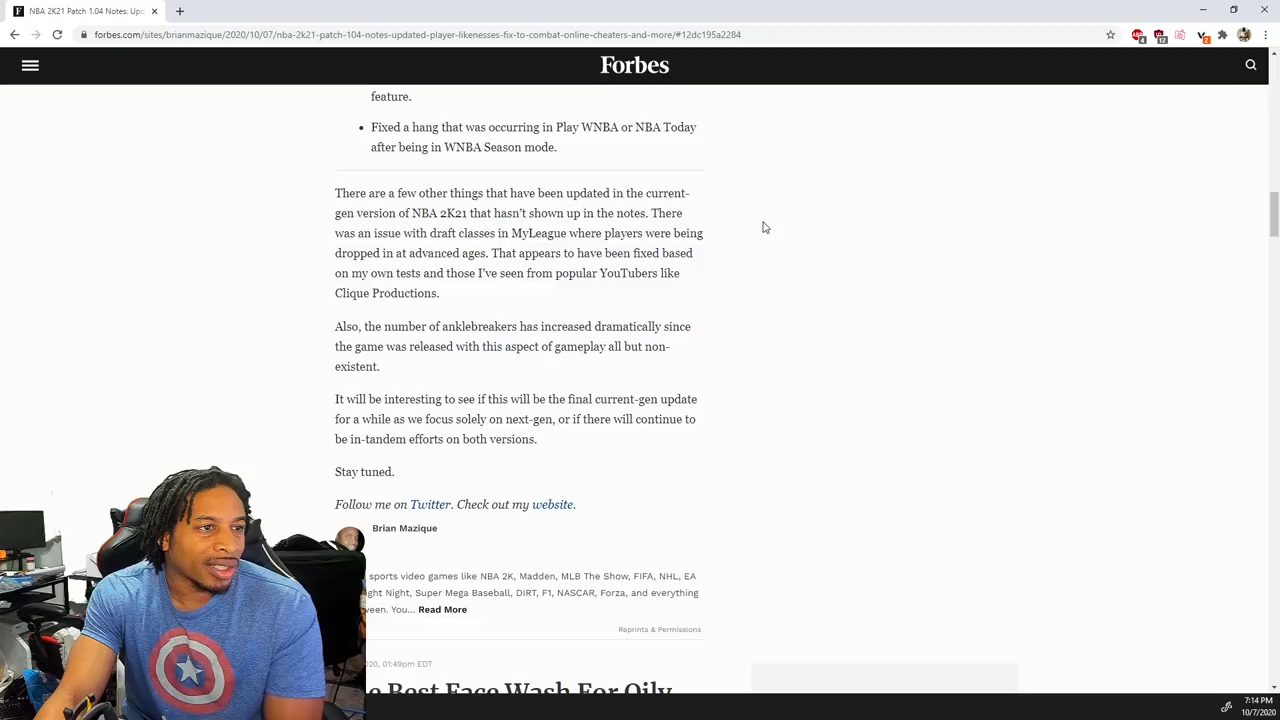 NBA 2K21 Patch 1.04 Notes: Upd
forbes.com/sites/brianmazique/2020/10/07/nba-2k21-patch-104-notes-updated-player-likenesses-fix-to-combat-online-cheaters-and-more/#12dc195a2284
Forbes
feature.
Fixed a hang that was occurring in Play WNBA or NBA Today
after being in WNBA Season mode.
There are a few other things that have been updated in the current-
gen version of NBA 2K21 that hasn't shown up in the notes. There
was an issue with draft classes in MyLeague where players were being
dropped in at advanced ages. That appears to have been fixed based
on my own tests and those I've seen from popular YouTubers like
Clique Productions.
Also, the number of anklebreakers has increased dramatically since
the game was released with this aspect of gameplay all but non-
existent.
It will be interesting to see if this will be the final current-gen update
for a while as we focus solely on next-gen, or if there will continue to
be in-tandem efforts on both versions.
Stay tuned.
Follow me on Twitter. Check out my website.
Brian Mazique
sports video games like NBA 2K, Madden, MLB The Show, FIFA, NHL, EA
ght Night, Super Mega Baseball, DIRT, F1, NASCAR, Forza, and everything
ween. You... Read More
Reprints & Permissions
020, 01:49pm EDT
e Best Face Wash For Oily
7:14 PM
10/7/2020